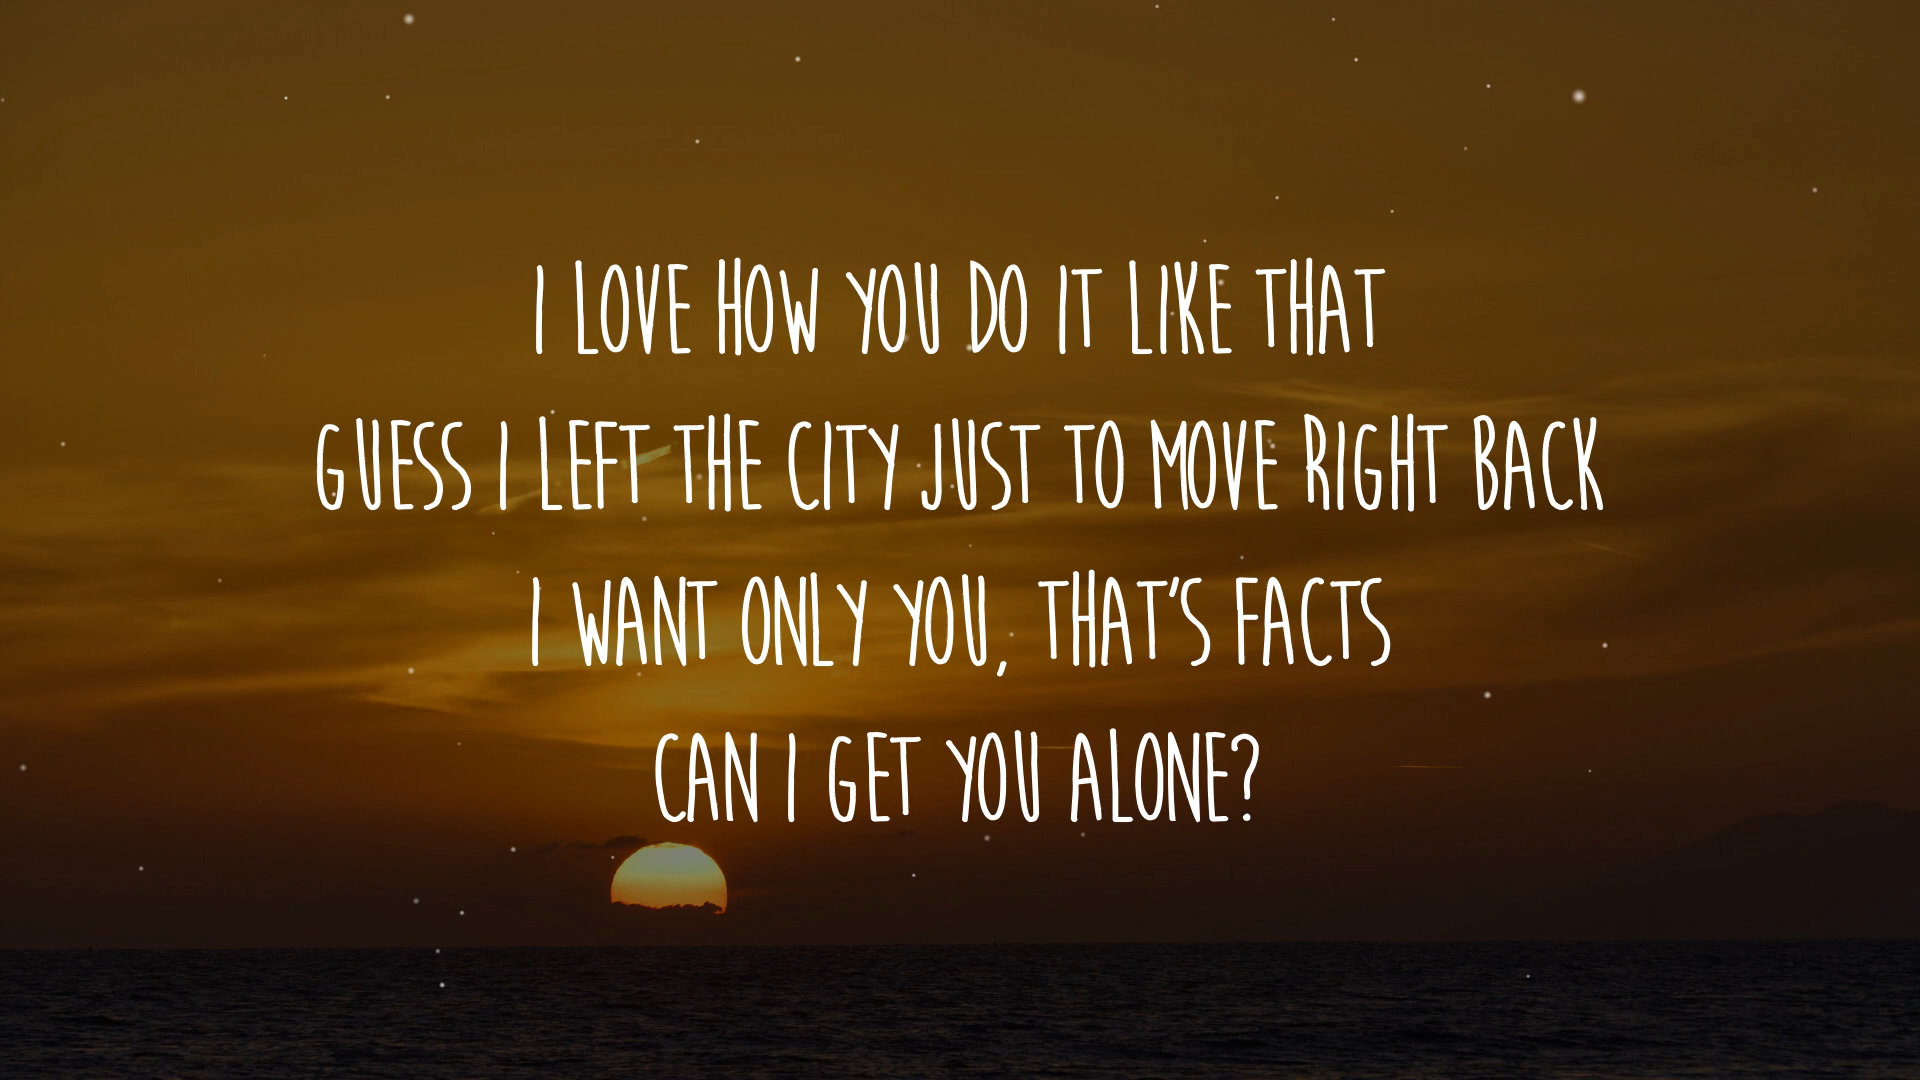 I LOVE HOW YOU DO IT LIKE THAT
GUESS I LEFT THE CITY JUST TO MOVE RIGHT BACK
I WANT ONLY YOU, THAT'S FACTS
CAN I GET YOU ALONE?